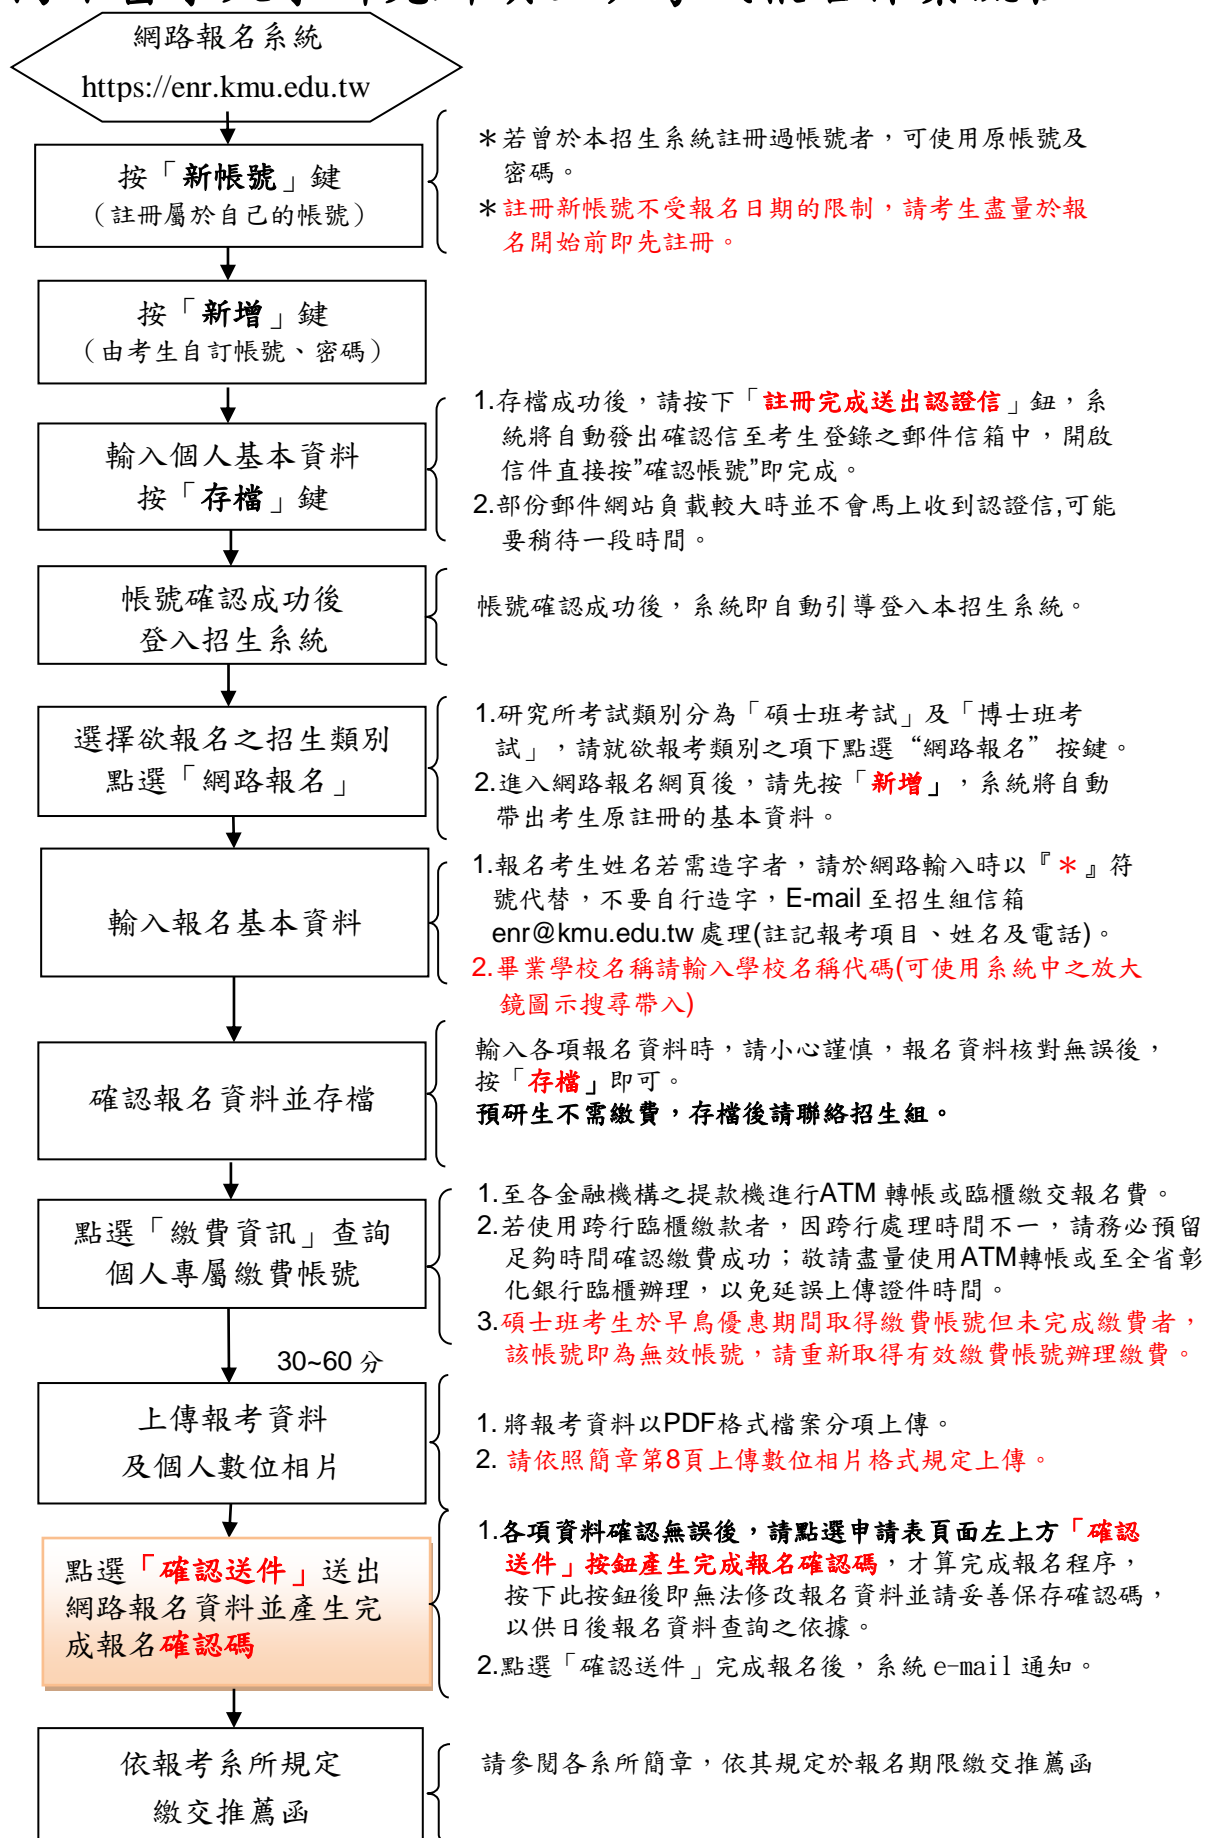 網路報名系統
https://enr.kmu.edu.tw
按「新帳號」鍵
（註冊屬於自己的帳號）
＊若曾於本招生系統註冊過帳號者，可使用原帳號及
密碼。
＊註冊新帳號不受報名日期的限制，請考生盡量於報
名開始前即先註冊。
按「新增」鍵
（由考生自訂帳號、密碼）
輸入個人基本資料
按「存檔」鍵
1.存檔成功後，請按下「註冊完成送出認證信」鈕，系
統將自動發出確認信至考生登錄之郵件信箱中，開啟
信件直接按”確認帳號”即完成。
2.部份郵件網站負載較大時並不會馬上收到認證信,可能
要稍待一段時間。
帳號確認成功後
登入招生系統
帳號確認成功後，系統即自動引導登入本招生系統。
選擇欲報名之招生類別
點選「網路報名」
1.研究所考試類別分為「碩士班考試」及「博士班考
試」，請就欲報考類別之項下點選“網路報名”按鍵。
2.進入網路報名網頁後，請先按「新增」，系統將自動
帶出考生原註冊的基本資料。
輸入報名基本資料
1.報名考生姓名若需造字者，請於網路輸入時以『＊』符
號代替，不要自行造字，E-mail 至招生組信箱
enr@kmu.edu.tw 處理(註記報考項目、姓名及電話)。
2.畢業學校名稱請輸入學校名稱代碼(可使用系統中之放大
鏡圖示搜尋帶入)
確認報名資料並存檔
輸入各項報名資料時，請小心謹慎，報名資料核對無誤後，
按「存檔」即可。
預研生不需繳費，存檔後請聯絡招生組。
點選「繳費資訊」查詢
個人專屬繳費帳號
1.至各金融機構之提款機進行ATM 轉帳或臨櫃繳交報名費。
2.若使用跨行臨櫃繳款者，因跨行處理時間不一，請務必預留
足夠時間確認繳費成功；敬請盡量使用ATM轉帳或至全省彰
化銀行臨櫃辦理，以免延誤上傳證件時間。
3.碩士班考生於早鳥優惠期間取得繳費帳號但未完成繳費者，
該帳號即為無效帳號，請重新取得有效繳費帳號辦理繳費。
30~60 分
上傳報考資料
及個人數位相片
1. 將報考資料以PDF格式檔案分項上傳。
2. 請依照簡章第8頁上傳數位相片格式規定上傳。
點選「確認送件」送出
網路報名資料並產生完
成報名確認碼
1.各項資料確認無誤後，請點選申請表頁面左上方「確認
送件」按鈕產生完成報名確認碼，才算完成報名程序，
按下此按鈕後即無法修改報名資料並請妥善保存確認碼，
以供日後報名資料查詢之依據。
2.點選「確認送件」完成報名後，系統 e-mail 通知。
依報考系所規定
繳交推薦函
請參閱各系所簡章，依其規定於報名期限繳交推薦函